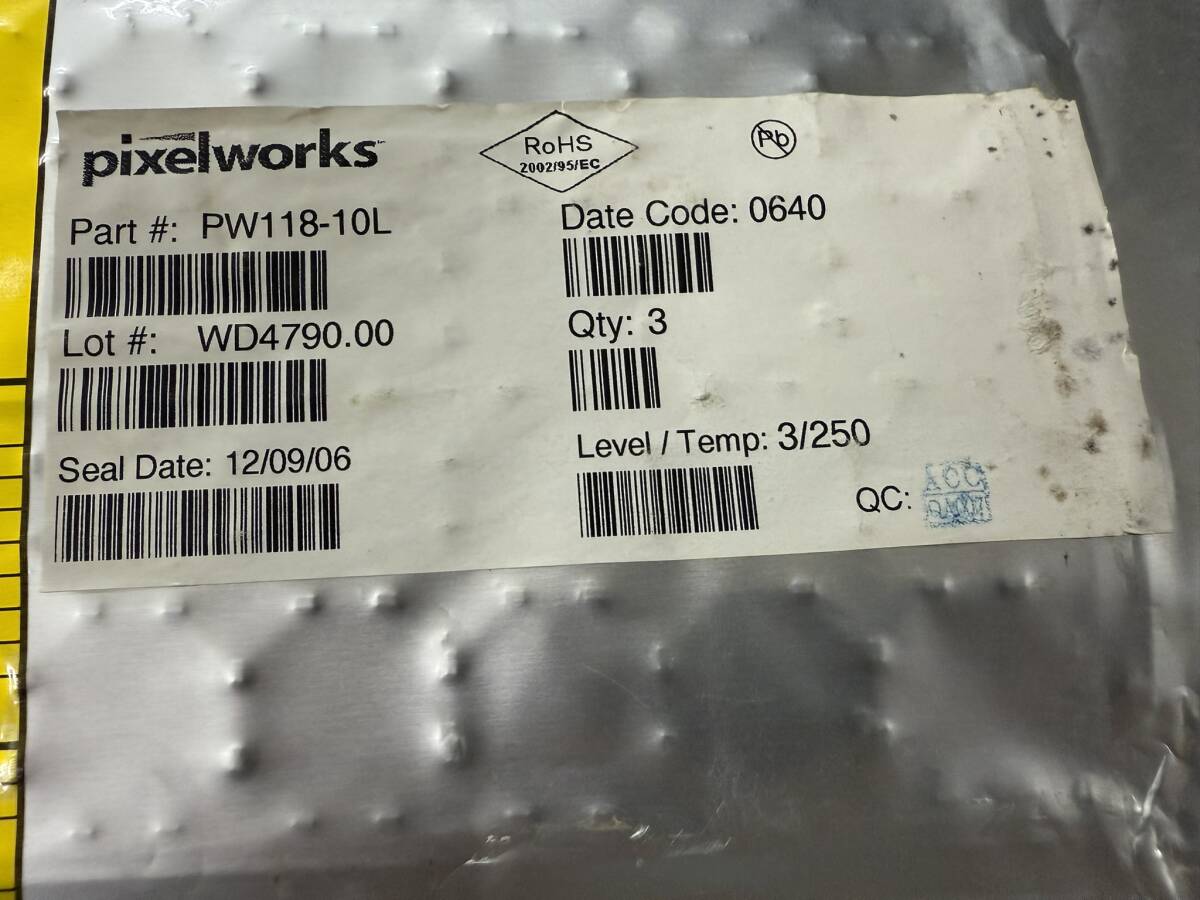 pixelworks
RoHS
2002/95/EC
Pb
Part #: PW118-10L
Date Code: 0640
Lot #: WD4790.00
Qty: 3
Seal Date: 12/09/06
Level / Temp: 3/250
QC: